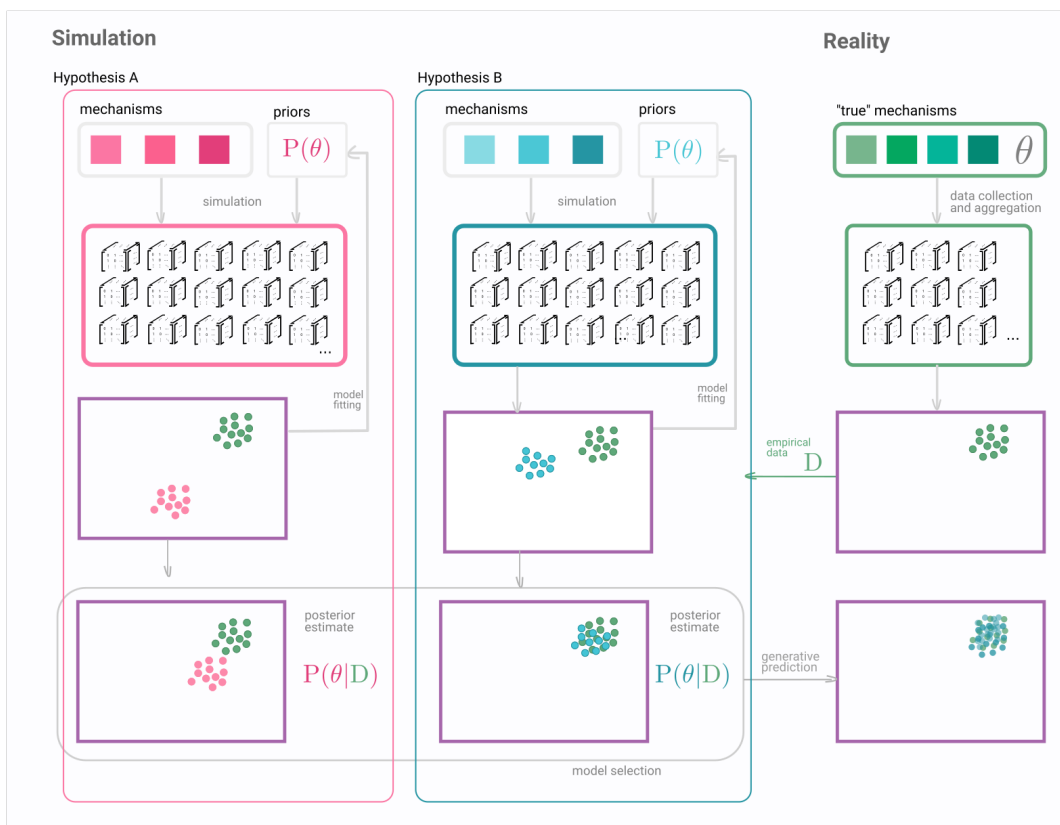 Simulation
Reality
Hypothesis A
Hypothesis B
mechanisms
priors
P(θ)
simulation
...
model
fitting
mechanisms
priors
P(θ)
simulation
model
fitting
"true" mechanisms
θ
data collection
and aggregation
...
empirical
data
D
posterior
estimate
P(θ|D)
posterior
estimate
P(θ|D)
generative
prediction
model selection